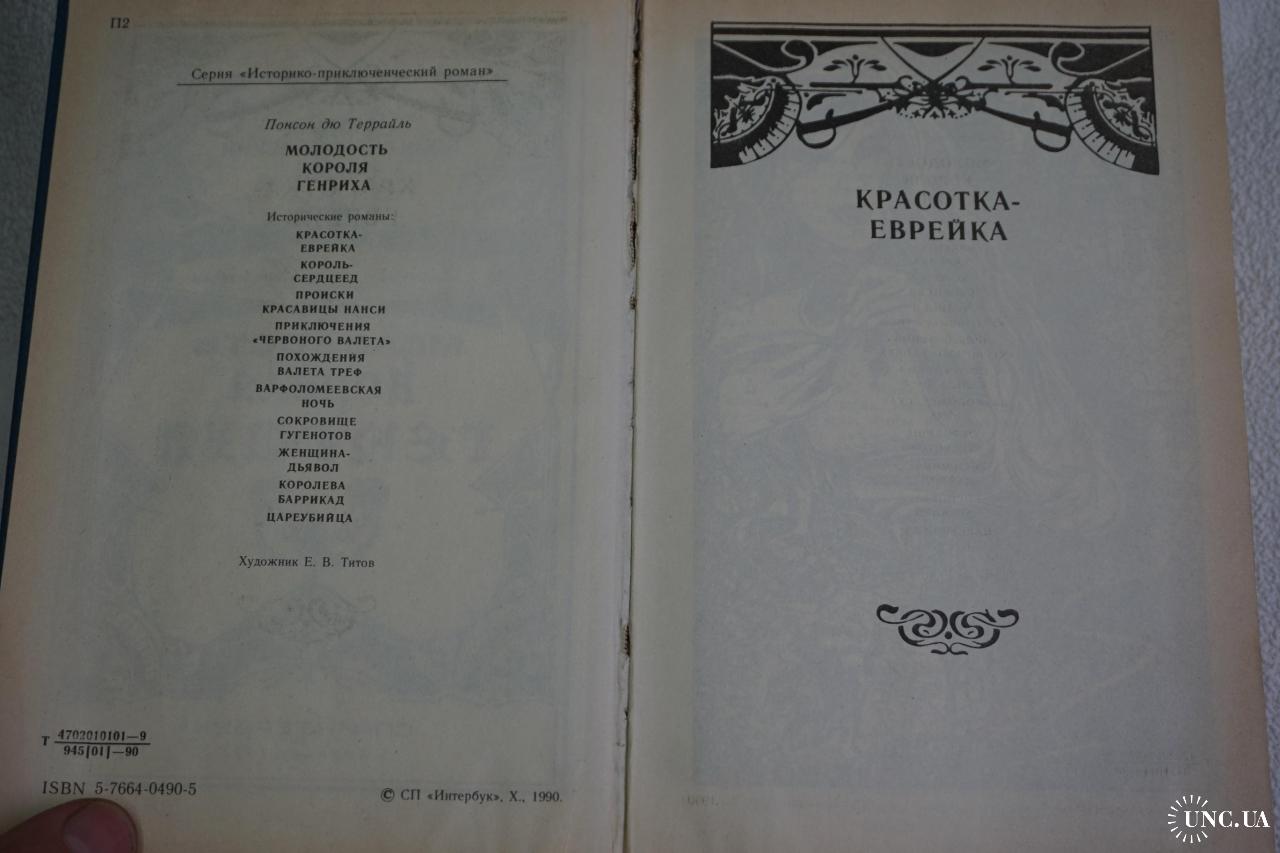 П2
Серия «Историко-приключенческий роман»
Понсон дю Террайль
МОЛОДОСТЬ
КОРОЛЯ
ГЕНРИХА
Исторические романы:
КРАСОТКА-
ЕВРЕЙКА
КОРОЛЬ-
СЕРДЦЕЕД
ПРОИСКИ
КРАСАВИЦЫ НАНСИ
ПРИКЛЮЧЕНИЯ
«ЧЕРВОНОГО ВАЛЕТА»
ПОХОЖДЕНИЯ
ВАЛЕТА ТРЕФ
ВАРФОЛОМЕЕВСКАЯ
НОЧЬ
СОКРОВИЩЕ
ГУГЕНОТОВ
ЖЕНЩИНА-
ДЬЯВОЛ
КОРОЛЕВА
БАРРИКАД
ЦАРЕУБИЙЦА
Художник Е. В. Титов
Т 4702010101—9
945[01]—90
ISBN 5-7664-0490-5
© СП «Интербук», Х., 1990.
КРАСОТКА-
ЕВРЕЙКА
UNC.UA